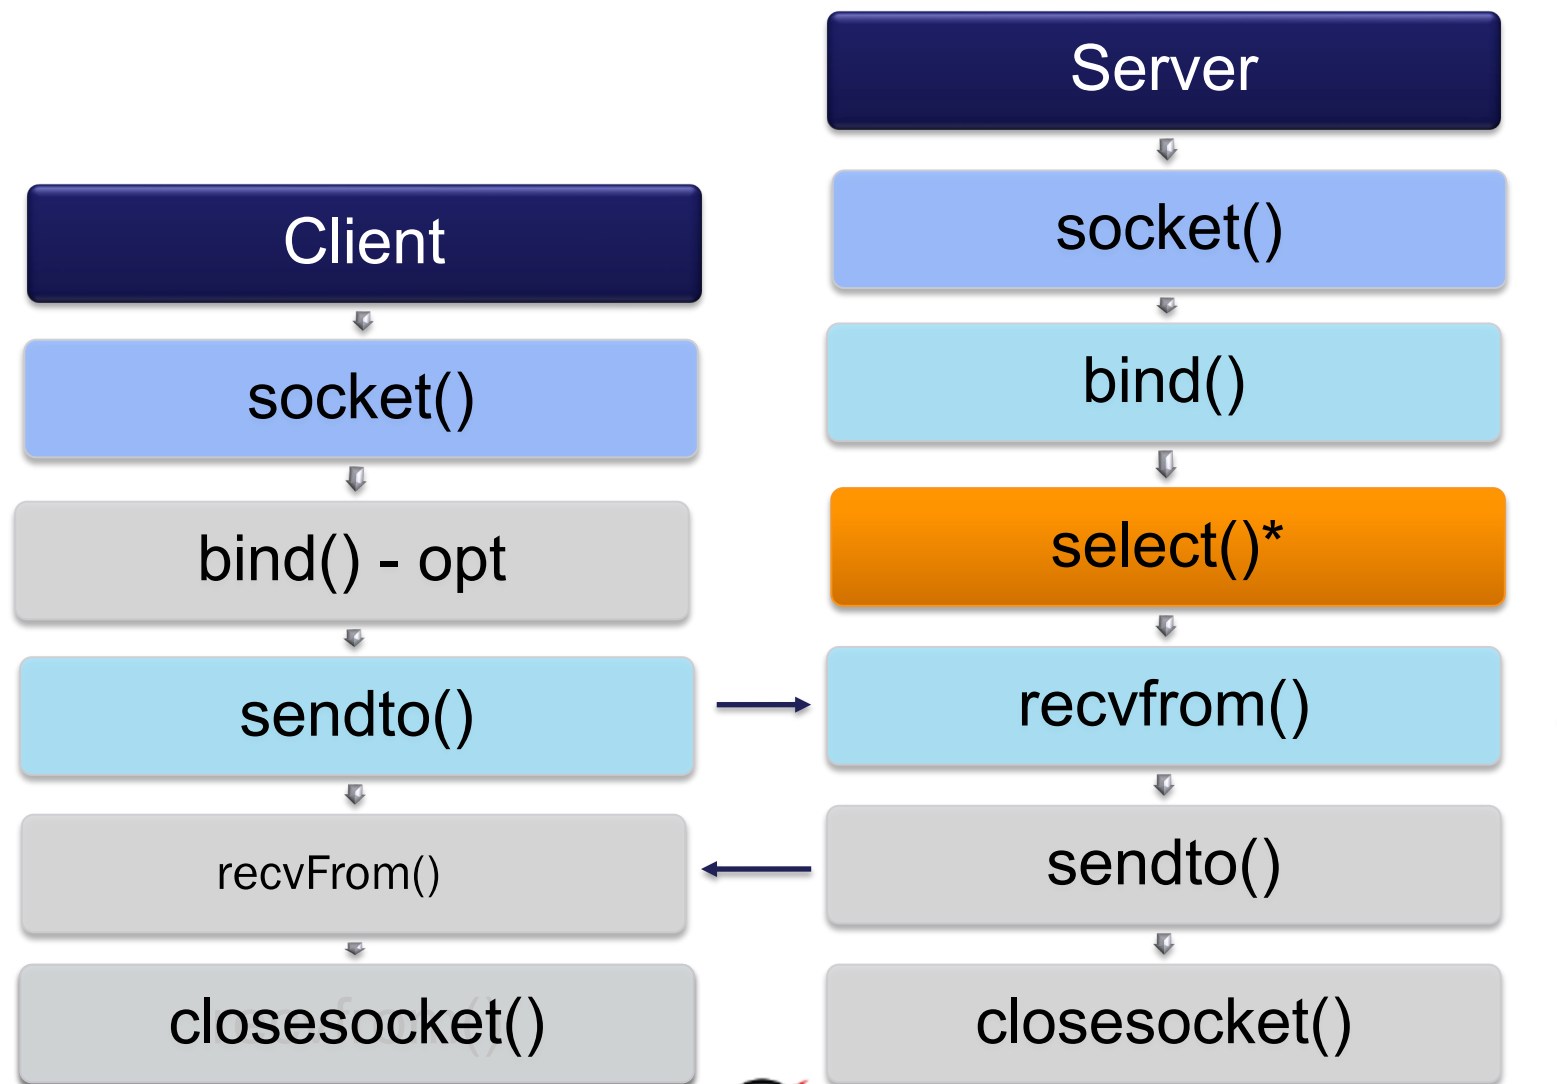 Client
socket()
bind() - opt
sendto()
recvFrom()
closesocket()
Server
socket()
bind()
select()*
recvfrom()
sendto()
closesocket()